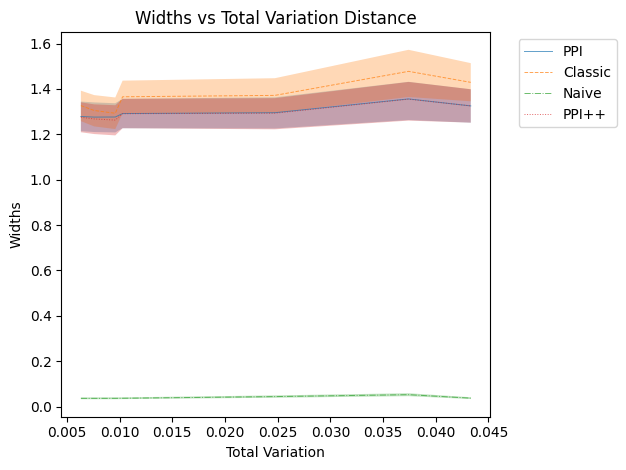 Widths vs Total Variation Distance
1.6
1.4
1.2
1.0
0.8
0.6
0.4
0.2
0.0
Widths
0.005 0.010 0.015 0.020 0.025 0.030 0.035 0.040 0.045
Total Variation
PPI
Classic
Naive
PPI++